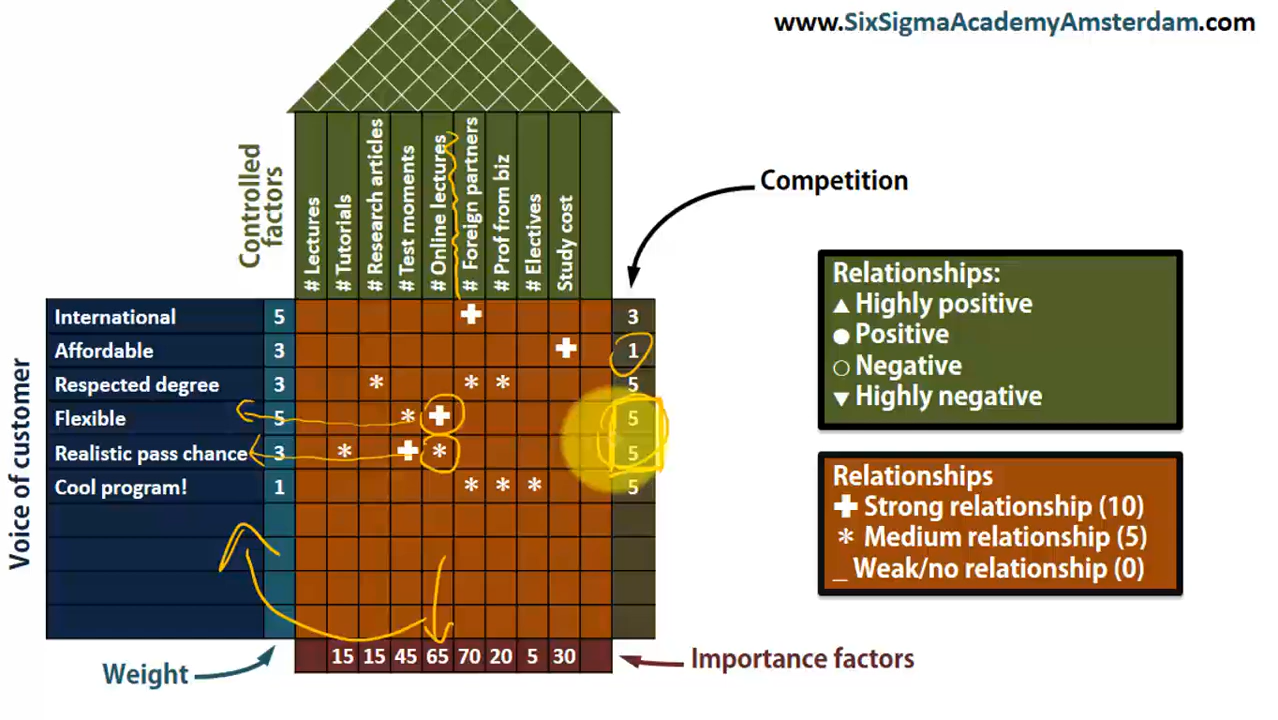 www.SixSigmaAcademyAmsterdam.com
Competition
Controlled
factors
# Lectures
# Tutorials
# Research articles
# Test moments
# Online lectures
# Foreign partners
# Prof from biz
# Electives
Study cost
Voice of customer
International 5 ✚ 3
Affordable 3 ✚ 1
Respected degree 3 * * * 5
Flexible 5 * ✚ 5
Realistic pass chance 3 * ✚ * 5
Cool program! 1 * * * 5
15 15 45 65 70 20 5 30
Weight
Importance factors
Relationships:
▲ Highly positive
● Positive
○ Negative
▼ Highly negative
Relationships
✚ Strong relationship (10)
* Medium relationship (5)
_ Weak/no relationship (0)